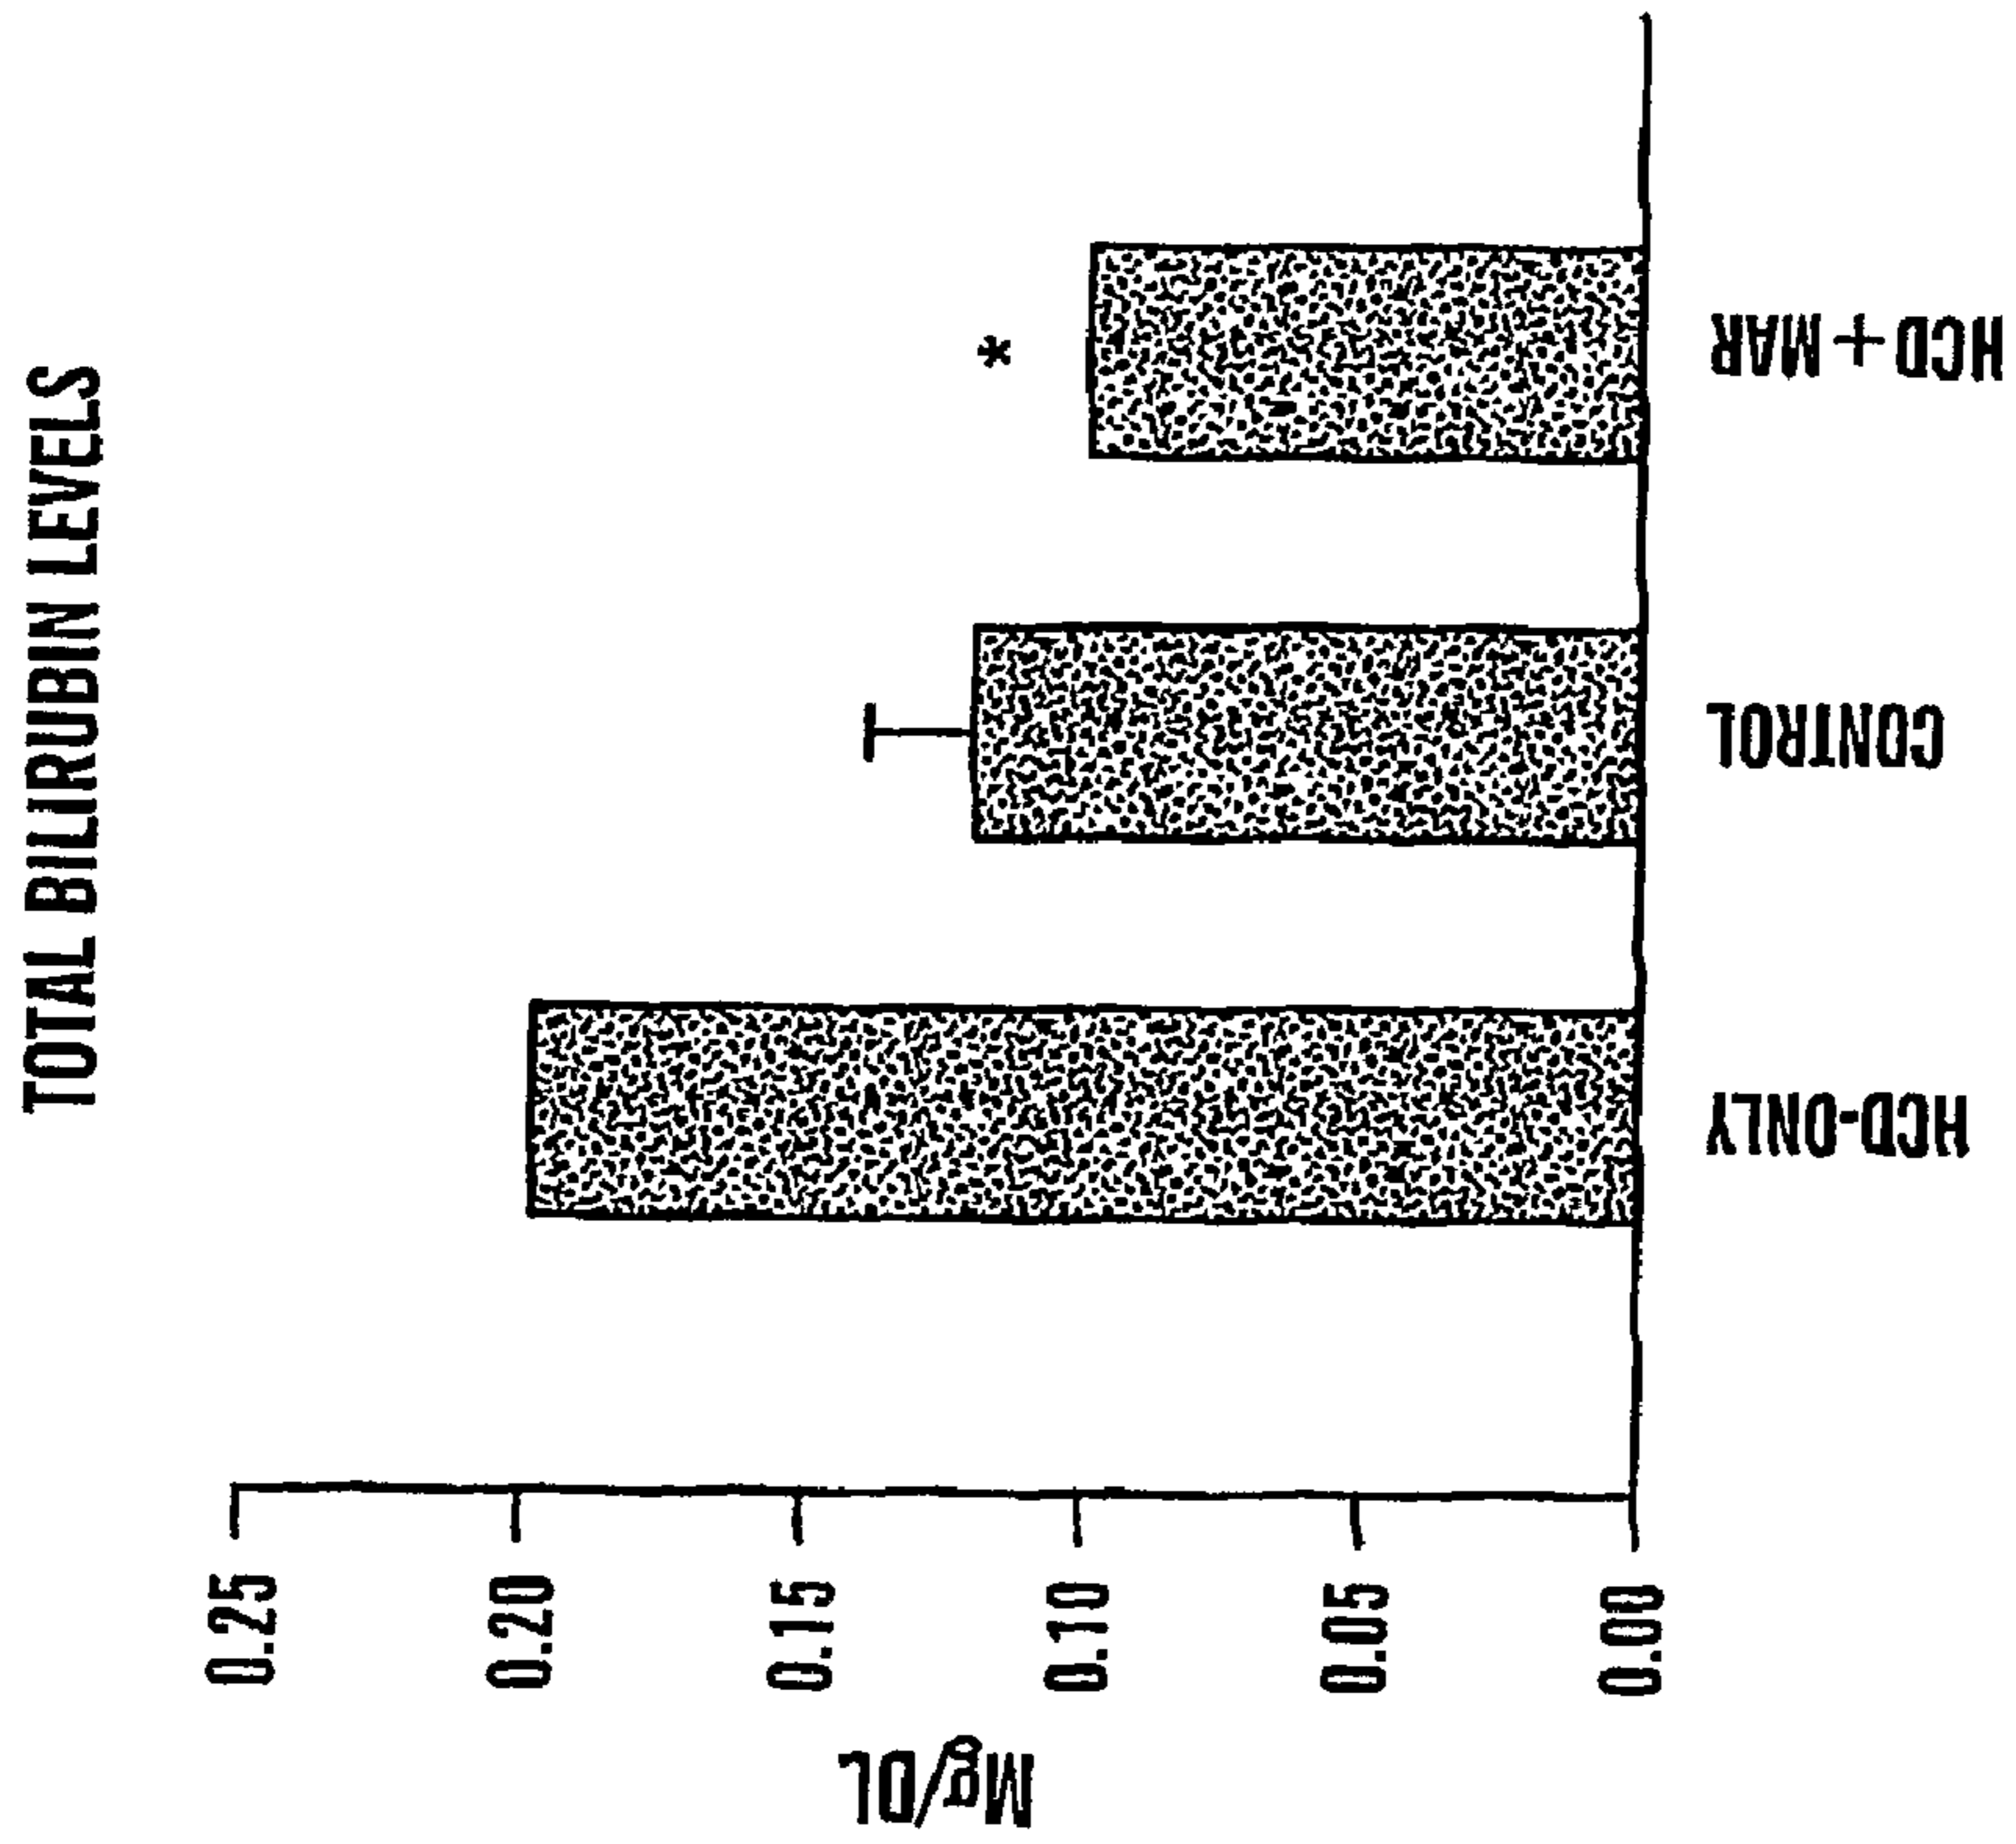 TOTAL BILIRUBIN LEVELS
0.25
0.20
0.15
0.10
0.05
0.00
Mg/DL
*
HCD-ONLY
CONTROL
HCD + MAR